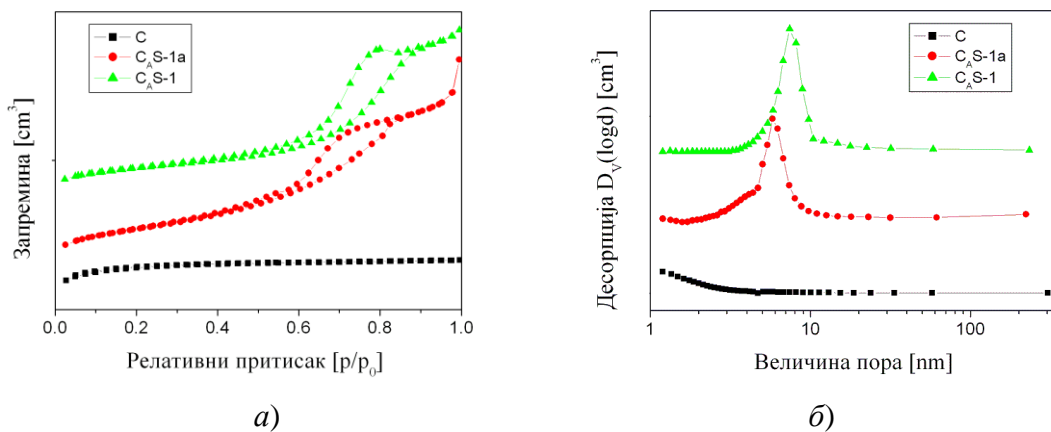 C
C_AS-1a
C_AS-1
Запремина [cm³]
0.0 0.2 0.4 0.6 0.8 1.0
Релативни притисак [p/p₀]
а)
C
C_AS-1a
C_AS-1
Десорпција D_V(logd) [cm³]
1 10 100
Величина пора [nm]
б)